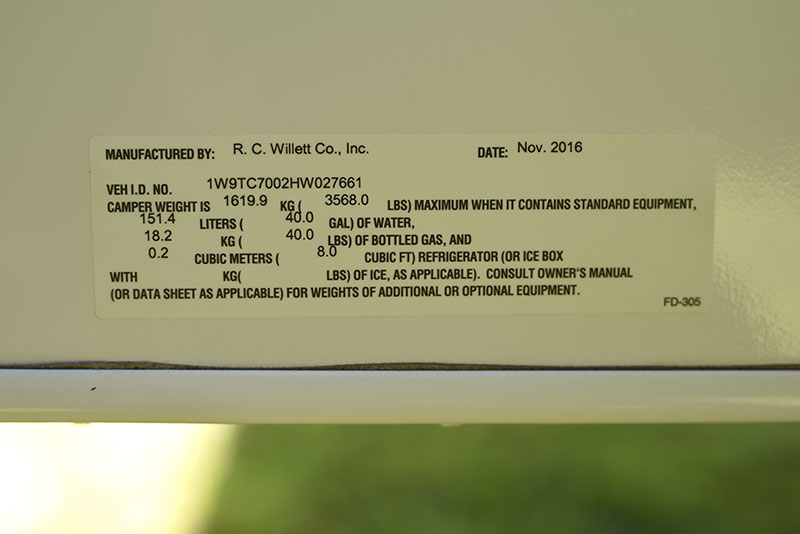 MANUFACTURED BY: R. C. Willett Co., Inc. DATE: Nov. 2016
VEH I.D. NO. 1W9TC7002HW027661
CAMPER WEIGHT IS 1619.9 KG ( 3568.0 LBS) MAXIMUM WHEN IT CONTAINS STANDARD EQUIPMENT,
151.4 LITERS ( 40.0 GAL) OF WATER,
18.2 KG ( 40.0 LBS) OF BOTTLED GAS, AND
0.2 CUBIC METERS ( 8.0 CUBIC FT) REFRIGERATOR (OR ICE BOX
WITH KG( LBS) OF ICE, AS APPLICABLE). CONSULT OWNER'S MANUAL
(OR DATA SHEET AS APPLICABLE) FOR WEIGHTS OF ADDITIONAL OR OPTIONAL EQUIPMENT.
FD-305